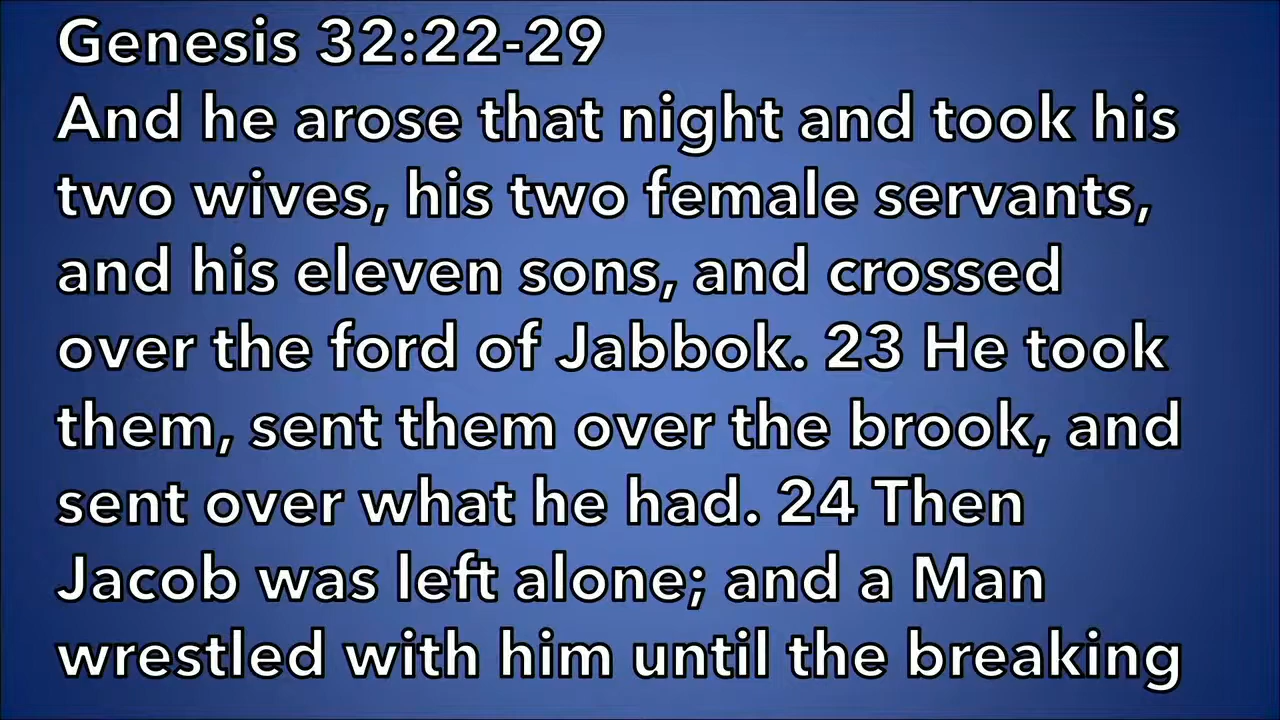 Genesis 32:22-29
And he arose that night and took his
two wives, his two female servants,
and his eleven sons, and crossed
over the ford of Jabbok. 23 He took
them, sent them over the brook, and
sent over what he had. 24 Then
Jacob was left alone; and a Man
wrestled with him until the breaking